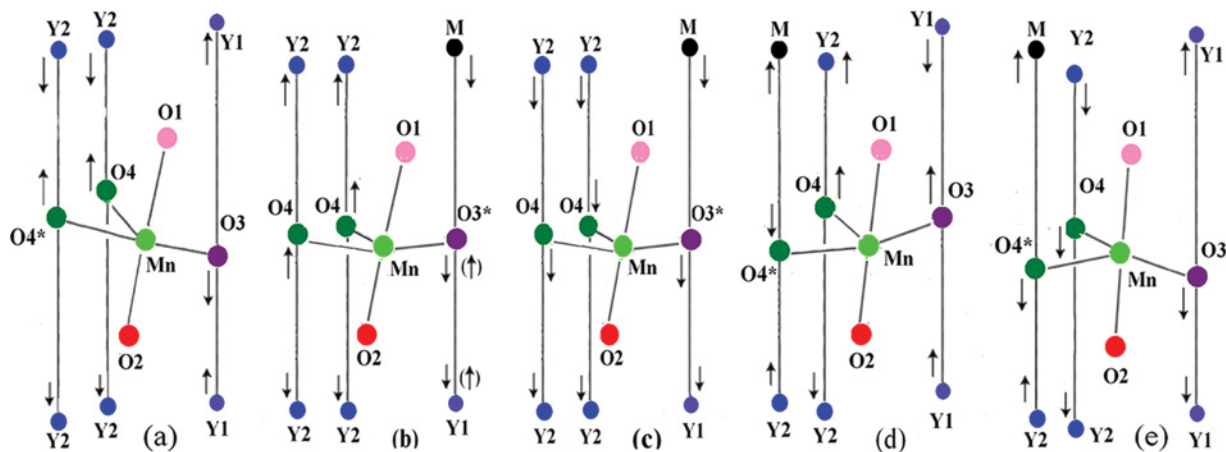 Y2 Y2 Y1
O1
O4
O4* Mn O3
O2
Y2 Y2 Y1
(a)
Y2 Y2 M
O1
O4 O4 O3*
Mn
(↑)
O2
(↑)
Y2 Y2 Y1
(b)
Y2 Y2 M
O1
O4 O4 O3*
Mn
O2
Y2 Y2 Y1
(c)
M Y2 Y1
O1
O4 O3
O4* Mn
O2
Y2 Y2 Y1
(d)
M Y2 Y1
O1
O4
O4* Mn O3
O2
Y2 Y2 Y1
(e)